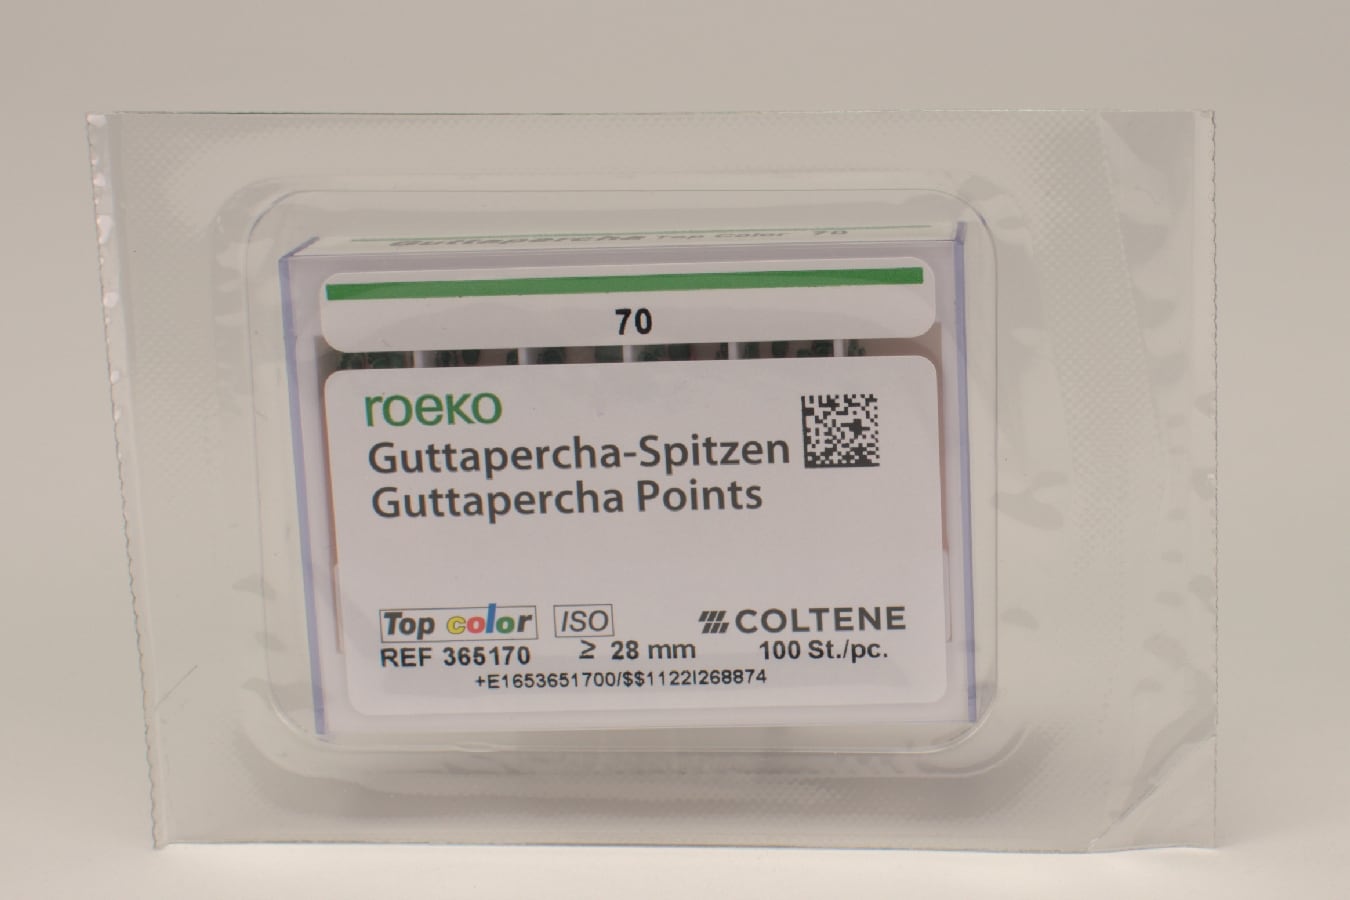 Guttapercha Top Color 70
70
roeko
Guttapercha-Spitzen
Guttapercha Points
Top color ISO COLTENE
REF 365170 ≥ 28 mm 100 St./pc.
+E1653651700/$$1122I268874